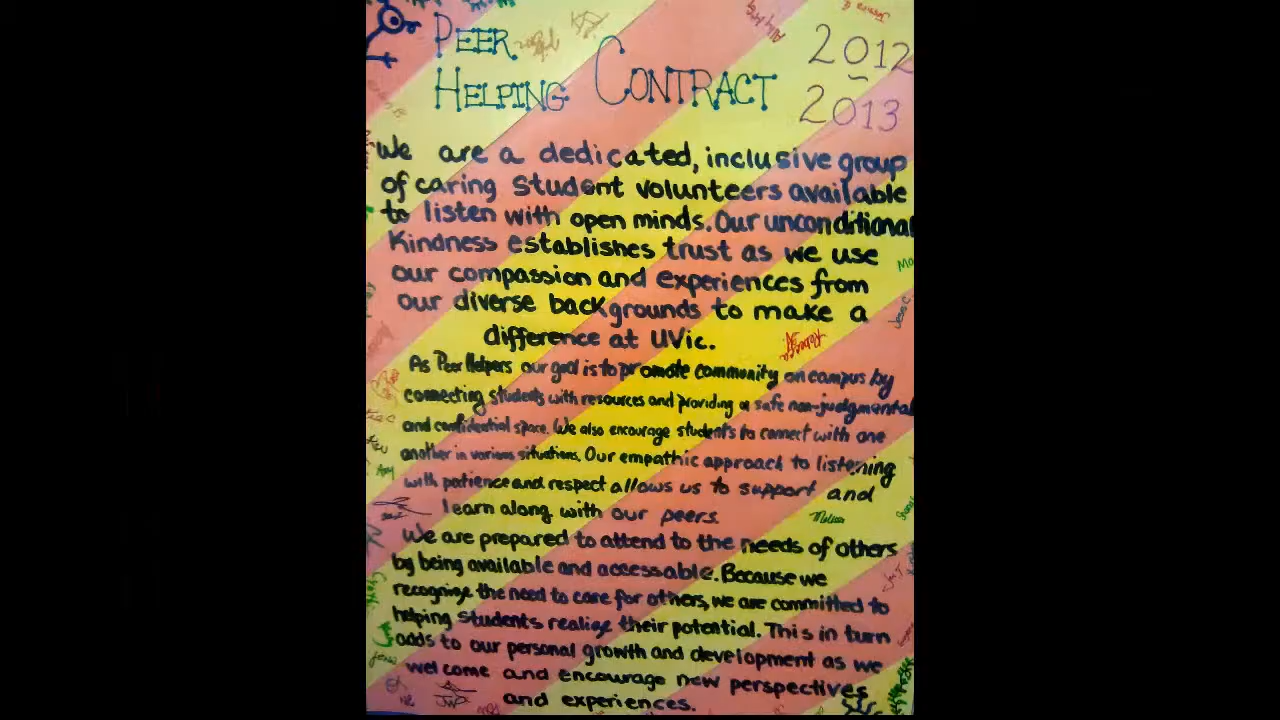 PEER
HELPING CONTRACT
2012
-
2013
We are a dedicated, inclusive group
of caring student volunteers available
to listen with open minds. Our unconditional
Kindness establishes trust as we use
our compassion and experiences from
our diverse backgrounds to make a
difference at UVic.
As Peer Helpers our goal is to promote community on campus by
connecting students with resources and providing a safe non-judgmental
and confidential space. We also encourage students to connect with one
another in various situations. Our empathic approach to listening
with patience and respect allows us to support and
learn along with our peers.
Melissa
We are prepared to attend to the needs of others
by being available and accessable. Because we
recognize the need to care for others, we are committed to
helping students realize their potential. This in turn
adds to our personal growth and development as we
welcome and encourage new perspectives
and experiences.